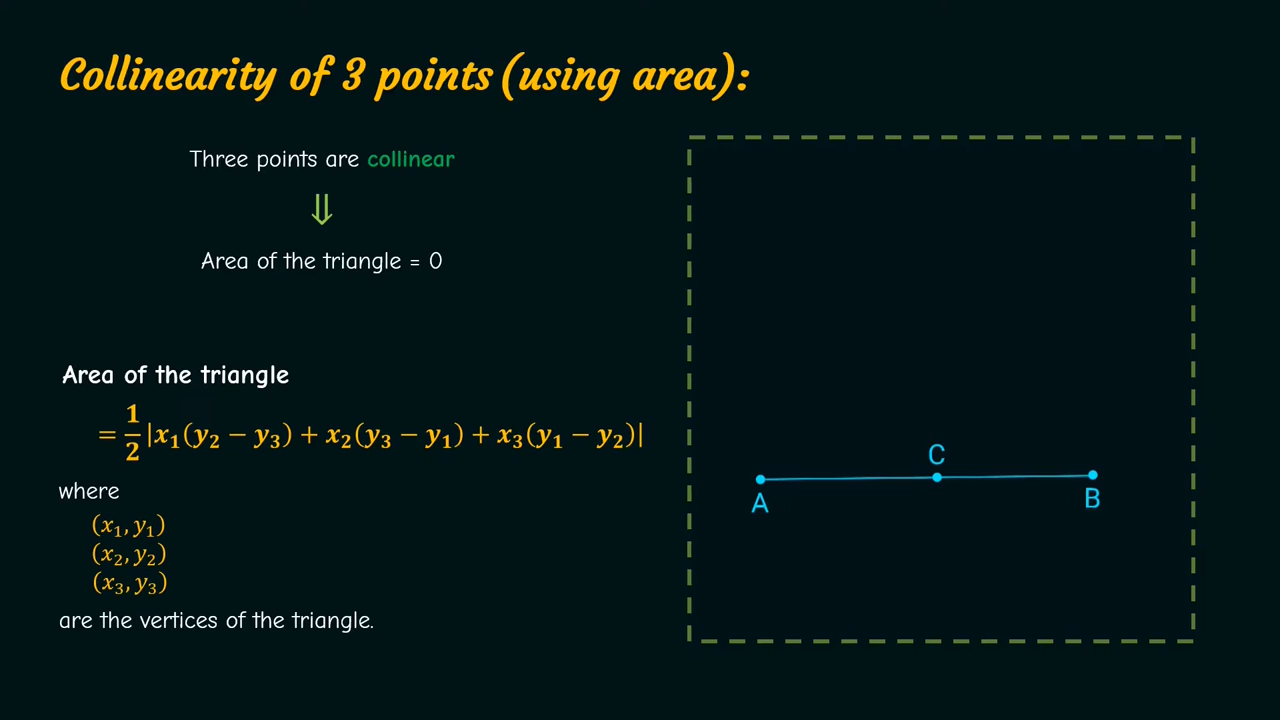 Collinearity of 3 points (using area):
Three points are collinear
⇓
Area of the triangle = 0
Area of the triangle
= 1/2 |x₁(y₂ − y₃) + x₂(y₃ − y₁) + x₃(y₁ − y₂)|
where
(x₁, y₁)
(x₂, y₂)
(x₃, y₃)
are the vertices of the triangle.
C
A
B